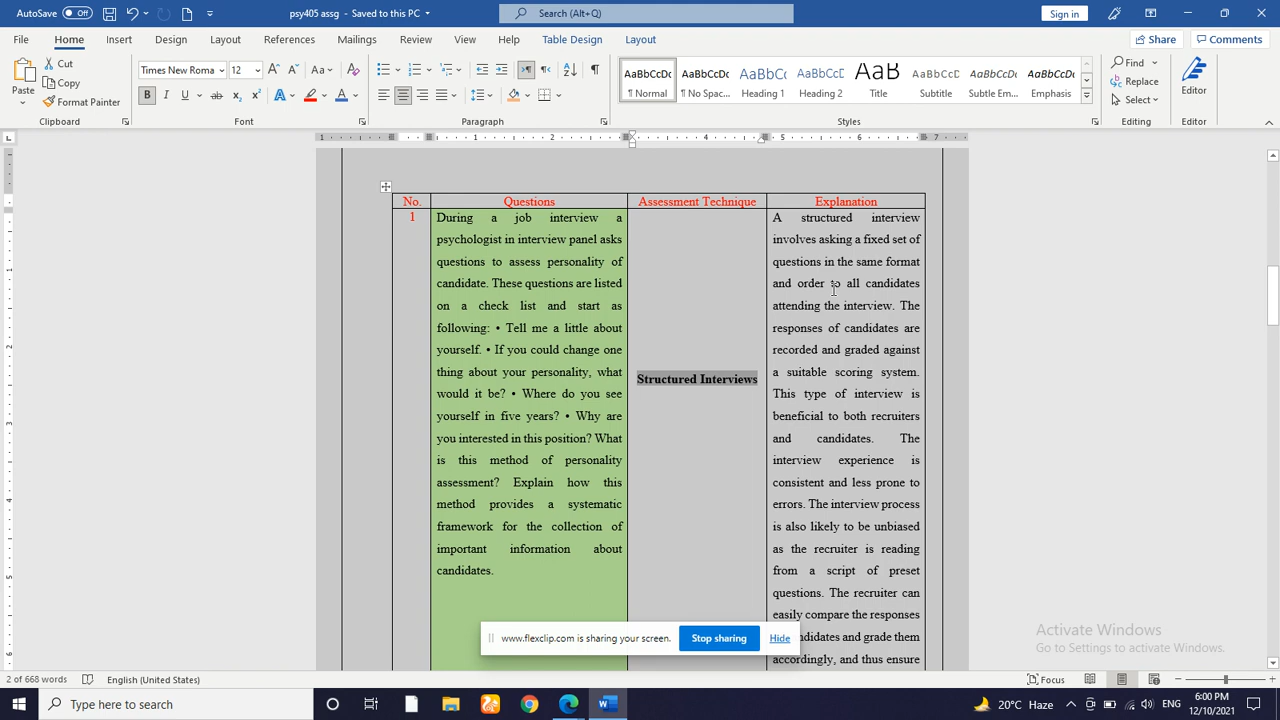 AutoSave Off psy405 assg - Saved to this PC Search (Alt+Q) Sign in
File Home Insert Design Layout References Mailings Review View Help Table Design Layout Share Comments
Paste Cut Copy Format Painter Clipboard
Times New Roma 12 Aa Font
Paragraph
AaBbCcDc ¶ Normal AaBbCcDc ¶ No Spac... AaBbCc Heading 1 AaBbCcC Heading 2 AaB Title AaBbCcD Subtitle AaBbCcDc Subtle Em... AaBbCcDc Emphasis Styles
Find Replace Select Editing
Editor Editor
No. Questions Assessment Technique Explanation
1
During a job interview a
psychologist in interview panel asks
questions to assess personality of
candidate. These questions are listed
on a check list and start as
following: • Tell me a little about
yourself. • If you could change one
thing about your personality, what
would it be? • Where do you see
yourself in five years? • Why are
you interested in this position? What
is this method of personality
assessment? Explain how this
method provides a systematic
framework for the collection of
important information about
candidates.
Structured Interviews
A structured interview
involves asking a fixed set of
questions in the same format
and order to all candidates
attending the interview. The
responses of candidates are
recorded and graded against
a suitable scoring system.
This type of interview is
beneficial to both recruiters
and candidates. The
interview experience is
consistent and less prone to
errors. The interview process
is also likely to be unbiased
as the recruiter is reading
from a script of preset
questions. The recruiter can
easily compare the responses
and grade them
accordingly, and thus ensure
www.flexclip.com is sharing your screen. Stop sharing Hide
Activate Windows
Go to Settings to activate Windows.
2 of 668 words English (United States) Focus
Type here to search 20°C Haze ENG 6:00 PM
12/10/2021